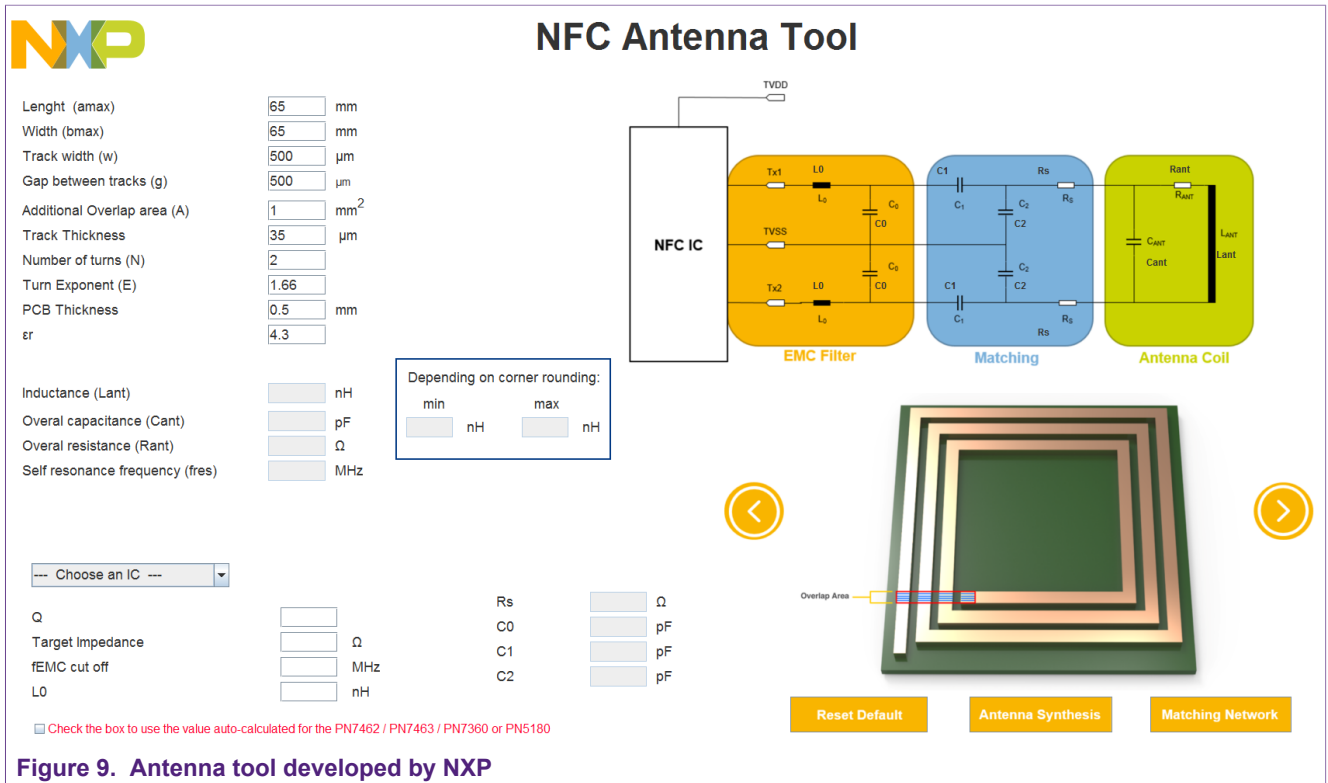 NXP
NFC Antenna Tool
Lenght (amax) 65 mm
Width (bmax) 65 mm
Track width (w) 500 µm
Gap between tracks (g) 500 µm
Additional Overlap area (A) 1 mm2
Track Thickness 35 µm
Number of turns (N) 2
Turn Exponent (E) 1.66
PCB Thickness 0.5 mm
εr 4.3
Inductance (Lant) nH
Overal capacitance (Cant) pF
Overal resistance (Rant) Ω
Self resonance frequency (fres) MHz
Depending on corner rounding:
min max
nH nH
TVDD
NFC IC
Tx1 L0
L0
C0
C0
TVSS
C0
C0
Tx2 L0
L0
EMC Filter
C1 Rs
C1 RS
C2
C2
C2
C2
C1
C1 RS
Rs
Matching
Rant
RANT
CANT
Cant
LANT
Lant
Antenna Coil
Overlap Area
--- Choose an IC ---
Q
Target Impedance Ω
fEMC cut off MHz
L0 nH
Rs Ω
C0 pF
C1 pF
C2 pF
Check the box to use the value auto-calculated for the PN7462 / PN7463 / PN7360 or PN5180
Reset Default Antenna Synthesis Matching Network
Figure 9. Antenna tool developed by NXP